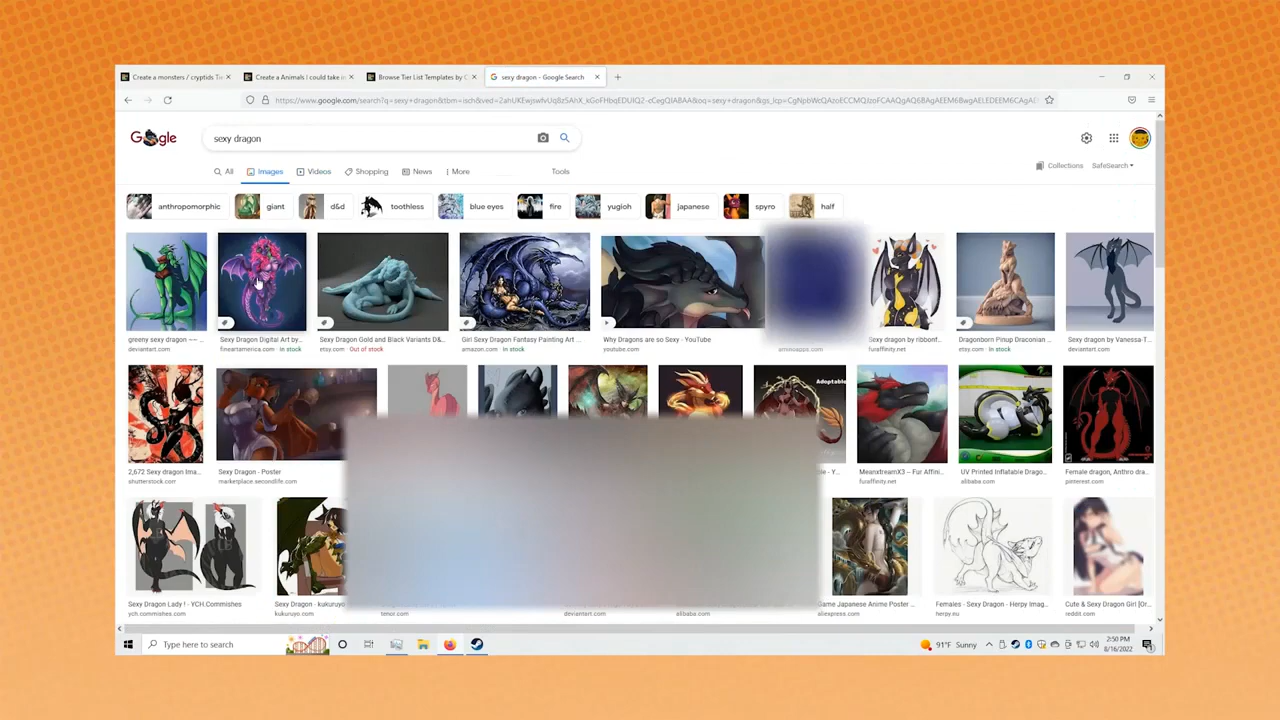 Create a monsters / cryptids Tie
Create a Animals I could take in
Browse Tier List Templates by C
sexy dragon - Google Search
Google
sexy dragon
All
Images
Videos
Shopping
News
More
Tools
Collections
SafeSearch
anthropomorphic
giant
d&d
toothless
blue eyes
fire
yugioh
japanese
spyro
half
greeny sexy dragon ~~ ...
deviantart.com
Sexy Dragon Digital Art by...
fineartamerica.com · In stock
Sexy Dragon Gold and Black Variants D&...
etsy.com · Out of stock
Girl Sexy Dragon Fantasy Painting Art ...
amazon.com · In stock
Why Dragons are so Sexy - YouTube
youtube.com
Sexy dragon by ribbonf...
furaffinity.net
Dragonborn Pinup Draconian ...
etsy.com · In stock
Sexy dragon by Vanessa-T...
deviantart.com
Adoptable
2,672 Sexy dragon Ima...
shutterstock.com
Sexy Dragon - Poster
marketplace.secondlife.com
MeanxtreamX3 -- Fur Affini...
furaffinity.net
UV Printed Inflatable Drago...
alibaba.com
Female dragon, Anthro dra...
pinterest.com
Sexy Dragon Lady ! - YCH.Commishes
ych.commishes.com
Sexy Dragon - kukuruyo...
kukuruyo.com
tenor.com
deviantart.com
alibaba.com
Game Japanese Anime Poster ...
aliexpress.com
Females - Sexy Dragon - Herpy Imag...
herpy.eu
Cute & Sexy Dragon Girl [Or...
reddit.com
Type here to search
91°F Sunny
2:50 PM
8/16/2022